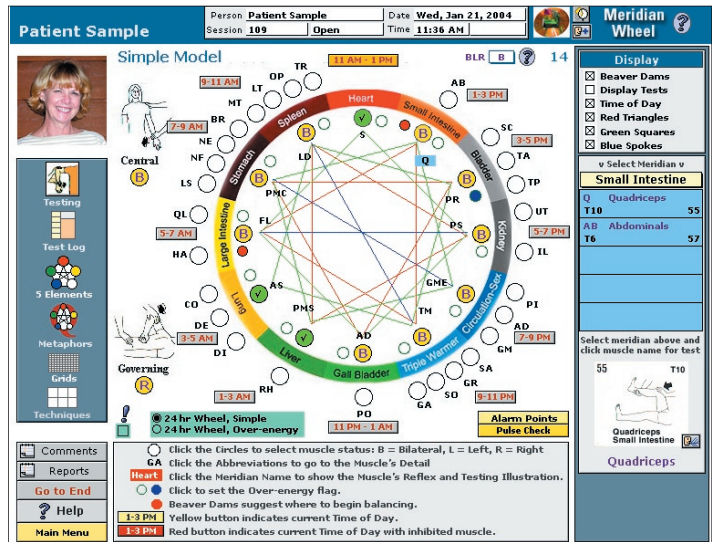 Patient Sample
Person Patient Sample
Date Wed, Jan 21, 2004
Session 109 Open
Time 11:36 AM
Meridian
Wheel
?
Simple Model
11 AM - 1 PM
BLR B ?
14
Display
Beaver Dams
Display Tests
Time of Day
Red Triangles
Green Squares
Blue Spokes
v Select Meridian v
Small Intestine
Q Quadriceps
T10 55
AB Abdominals
T6 57
Select meridian above and
click muscle name for test
55 T10
Quadriceps
Small Intestine
Quadriceps
Testing
Test Log
5 Elements
Metaphors
Grids
Techniques
Comments
Reports
Go to End
? Help
Main Menu
Central
B
Governing
R
9-11 AM
7-9 AM
5-7 AM
3-5 AM
1-3 AM
11 PM - 1 AM
9-11 PM
7-9 PM
5-7 PM
3-5 PM
1-3 PM
Heart
Small Intestine
Bladder
Kidney
Circulation-Sex
Triple Warmer
Gall Bladder
Liver
Lung
Large Intestine
Stomach
Spleen
TR
OP
LT
MT
BR
NE
NF
LS
QL
HA
CO
DE
DI
RH
PO
GA
SO
GR
SA
GM
AD
PI
IL
UT
TP
TA
SC
AB
S
Q
PR
PS
GME
TM
AD
PMS
AS
FL
PMC
LD
B
B
B
B
B
B
B
B
B
24 hr Wheel, Simple
24 hr Wheel, Over-energy
Alarm Points
Pulse Check
Click the Circles to select muscle status: B = Bilateral, L = Left, R = Right
GA Click the Abbreviations to go to the Muscle's Detail
Heart Click the Meridian Name to show the Muscle's Reflex and Testing Illustration.
Click to set the Over-energy flag.
Beaver Dams suggest where to begin balancing.
1-3 PM Yellow button indicates current Time of Day.
1-3 PM Red button indicates current Time of Day with inhibited muscle.